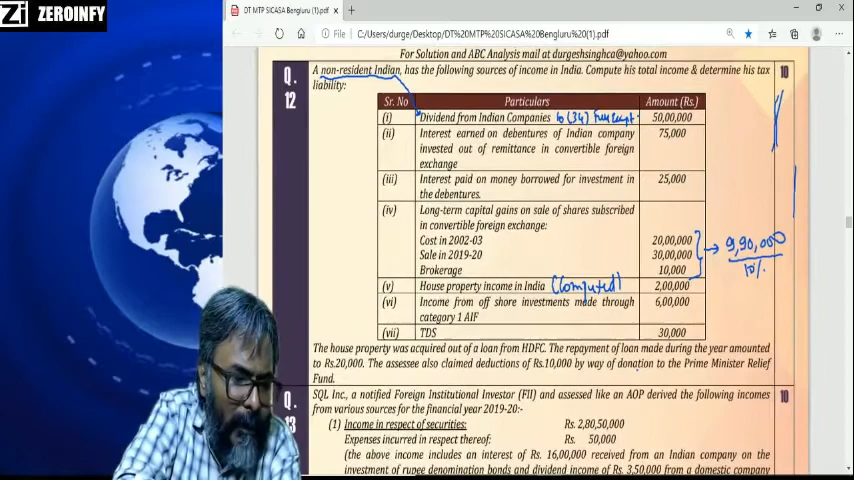 Zi ZEROINFY
DT MTP SICASA Bengluru (1).pdf
File | C:/Users/durge/Desktop/DT%20MTP%20SICASA%20Bengluru%20(1).pdf
For Solution and ABC Analysis mail at durgeshsinghca@yahoo.com
Q. 12
A non-resident Indian, has the following sources of income in India. Compute his total income & determine his tax liability:
10
Sr. No Particulars Amount (Rs.)
(i) Dividend from Indian Companies 10(34) Exempt 50,00,000
(ii) Interest earned on debentures of Indian company 75,000
invested out of remittance in convertible foreign
exchange
(iii) Interest paid on money borrowed for investment in 25,000
the debentures.
(iv) Long-term capital gains on sale of shares subscribed
in convertible foreign exchange:
Cost in 2002-03 20,00,000
Sale in 2019-20 30,00,000
Brokerage 10,000
→ 9,90,000
10%
(v) House property income in India (Computed) 2,00,000
(vi) Income from off shore investments made through 6,00,000
category 1 AIF
(vii) TDS 30,000
The house property was acquired out of a loan from HDFC. The repayment of loan made during the year amounted
to Rs.20,000. The assessee also claimed deductions of Rs.10,000 by way of donation to the Prime Minister Relief
Fund.
Q. 13
SQL Inc., a notified Foreign Institutional Investor (FII) and assessed like an AOP derived the following incomes
10
from various sources for the financial year 2019-20:-
(1) Income in respect of securities: Rs. 2,80,50,000
Expenses incurred in respect thereof: Rs. 50,000
(the above income includes an interest of Rs. 16,00,000 received from an Indian company on the
investment of rupee denomination bonds and dividend income of Rs. 3,50,000 from a domestic company